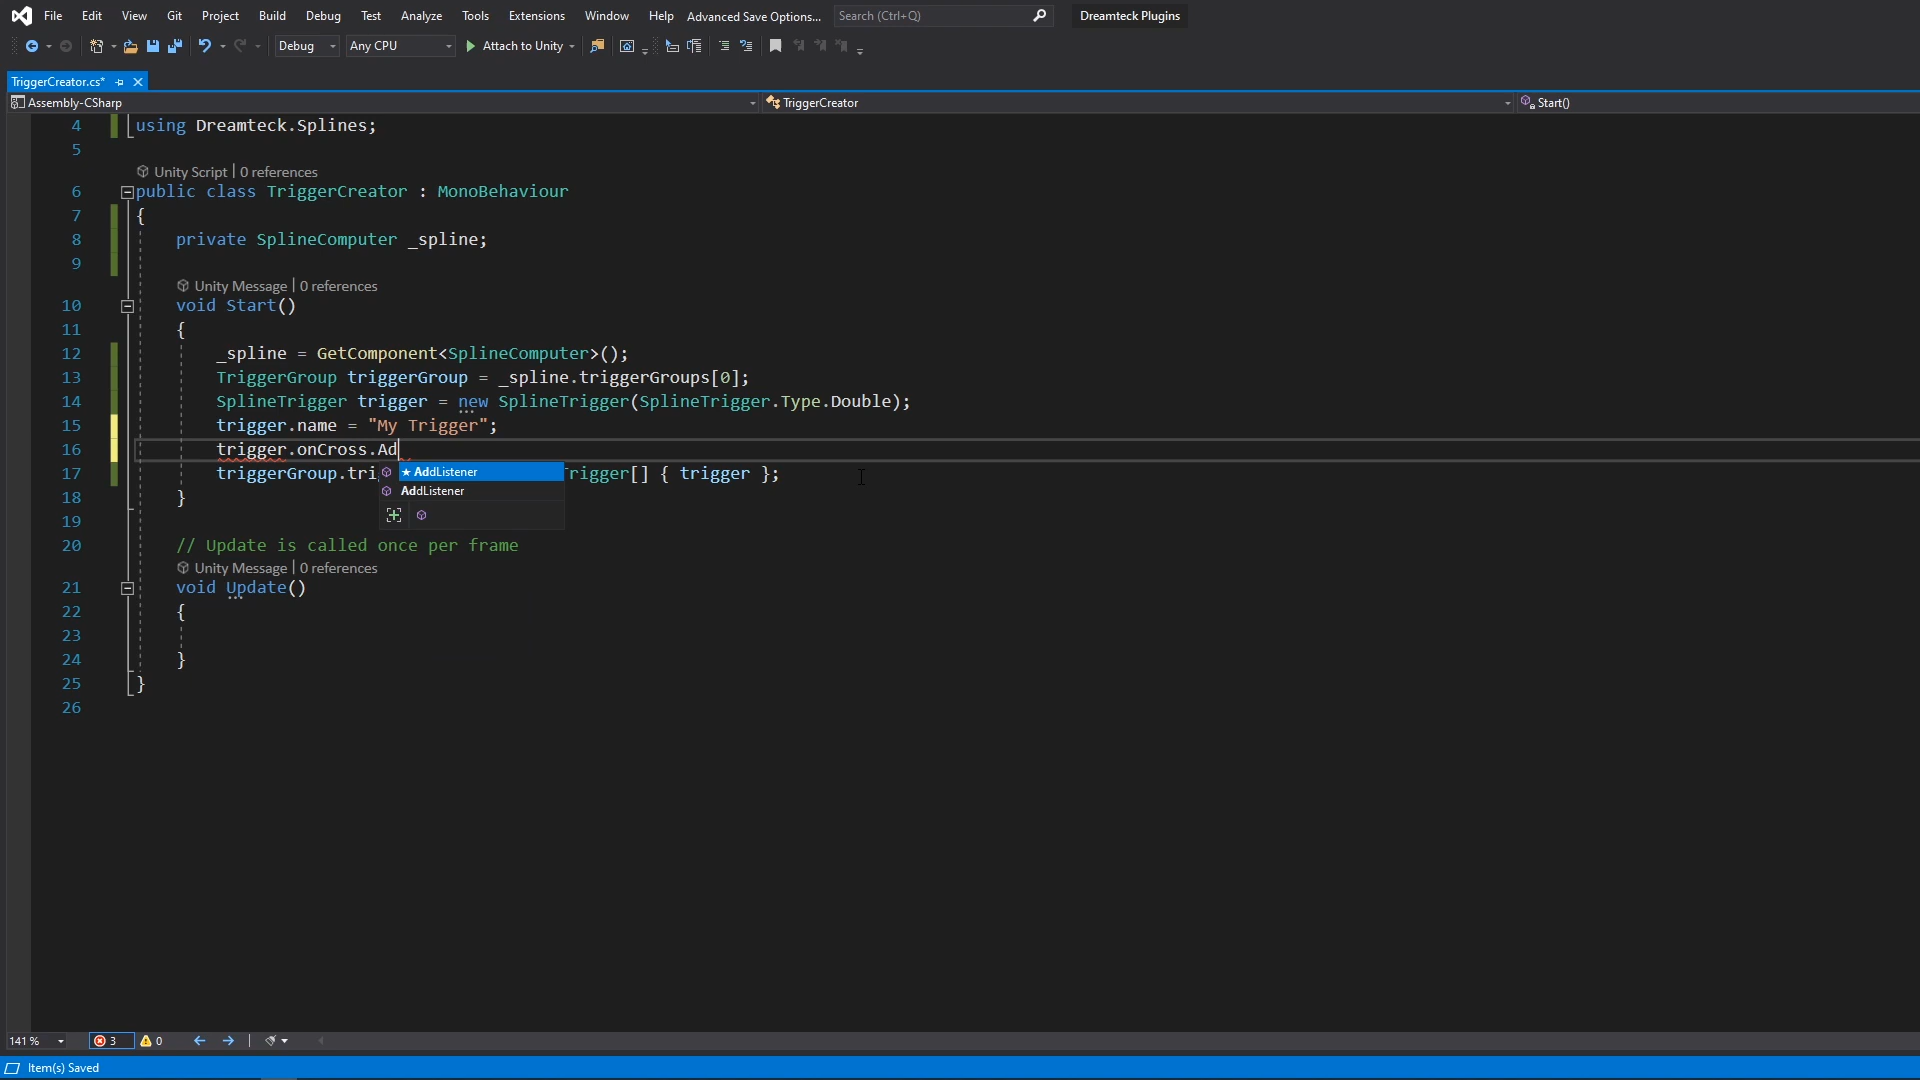 File Edit View Git Project Build Debug Test Analyze Tools Extensions Window Help Advanced Save Options... Search (Ctrl+Q) Dreamteck Plugins
Debug Any CPU Attach to Unity
TriggerCreator.cs*
Assembly-CSharp TriggerCreator Start()
4 using Dreamteck.Splines;
5
Unity Script | 0 references
6 public class TriggerCreator : MonoBehaviour
7 {
8 private SplineComputer _spline;
9
Unity Message | 0 references
10 void Start()
11 {
12 _spline = GetComponent<SplineComputer>();
13 TriggerGroup triggerGroup = _spline.triggerGroups[0];
14 SplineTrigger trigger = new SplineTrigger(SplineTrigger.Type.Double);
15 trigger.name = "My Trigger";
16 trigger.onCross.Ad
★ AddListener
17 triggerGroup.tri rigger[] { trigger };
AddListener
18 }
19
20 // Update is called once per frame
Unity Message | 0 references
21 void Update()
22 {
23
24 }
25 }
26
141 % 3 0
Item(s) Saved